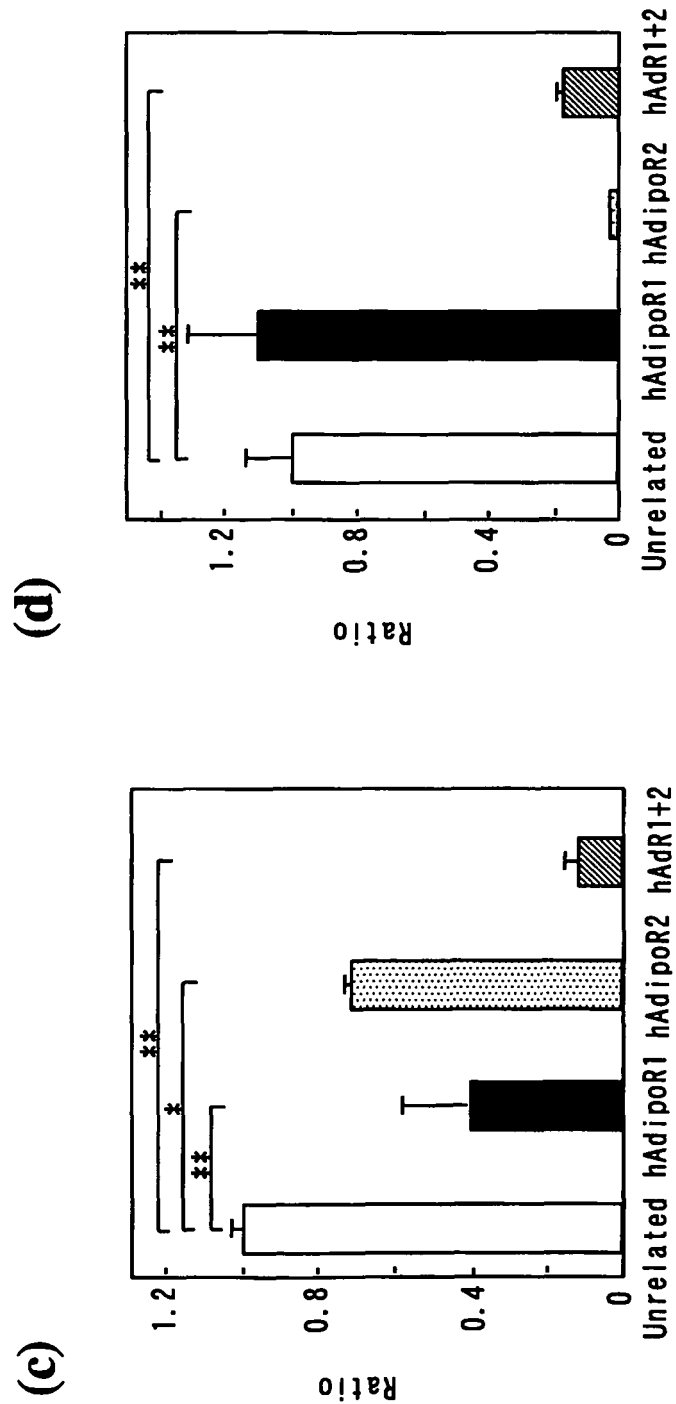 (c)
Ratio
1.2
0.8
0.4
0
**
*
**
Unrelated hAdipoR1 hAdipoR2 hAdR1+2
(d)
Ratio
1.2
0.8
0.4
0
**
**
Unrelated hAdipoR1 hAdipoR2 hAdR1+2